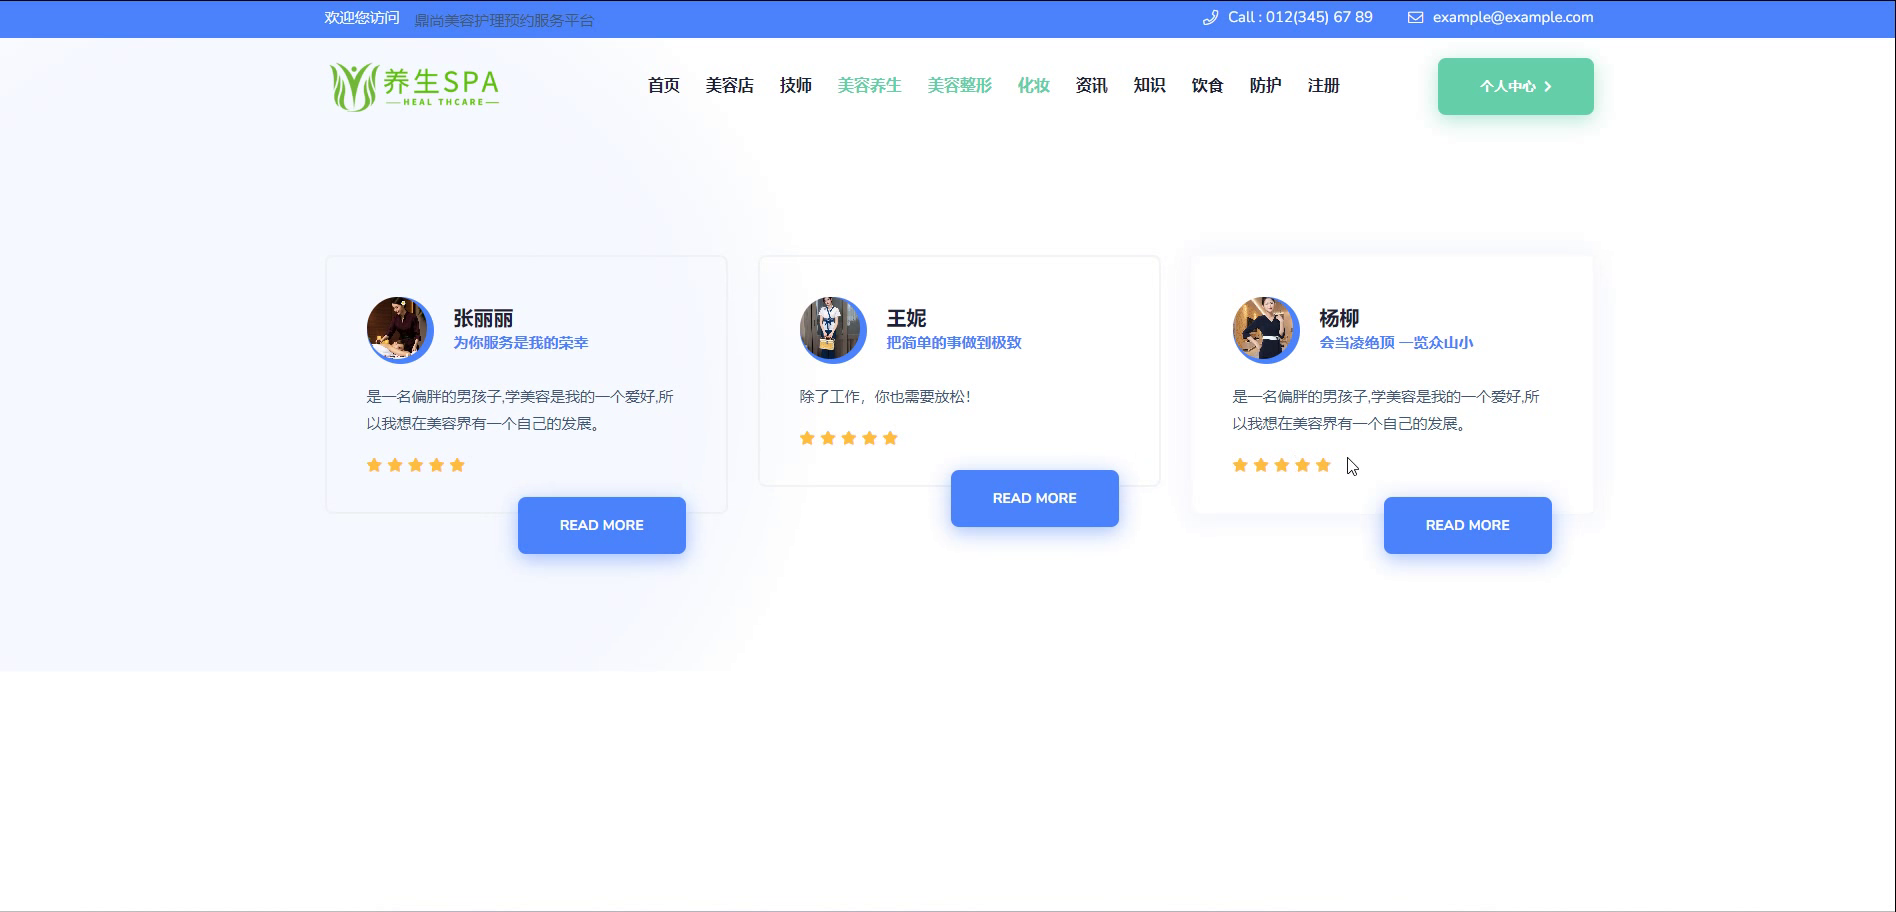 欢迎您访问 鼎尚美容护理预约服务平台 Call : 012(345) 67 89 example@example.com
养生SPA
HEAL THCARE
首页 美容店 技师 美容养生 美容整形 化妆 资讯 知识 饮食 防护 注册 个人中心
张丽丽
为你服务是我的荣幸
是一名偏胖的男孩子,学美容是我的一个爱好,所
以我想在美容界有一个自己的发展。
READ MORE
王妮
把简单的事做到极致
除了工作，你也需要放松！
READ MORE
杨柳
会当凌绝顶 一览众山小
是一名偏胖的男孩子,学美容是我的一个爱好,所
以我想在美容界有一个自己的发展。
READ MORE